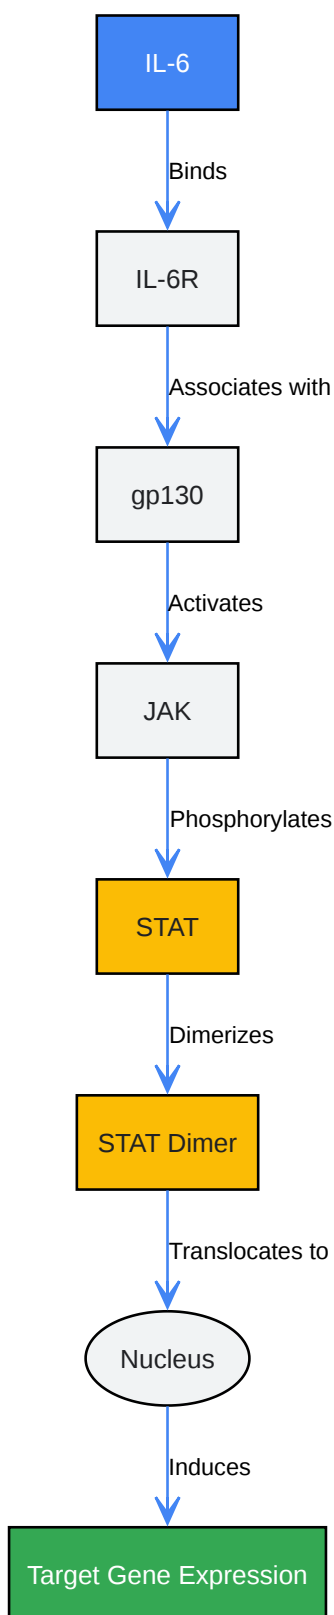 IL-6
Binds
IL-6R
Associates with
gp130
Activates
JAK
Phosphorylates
STAT
Dimerizes
STAT Dimer
Translocates to
Nucleus
Induces
Target Gene Expression